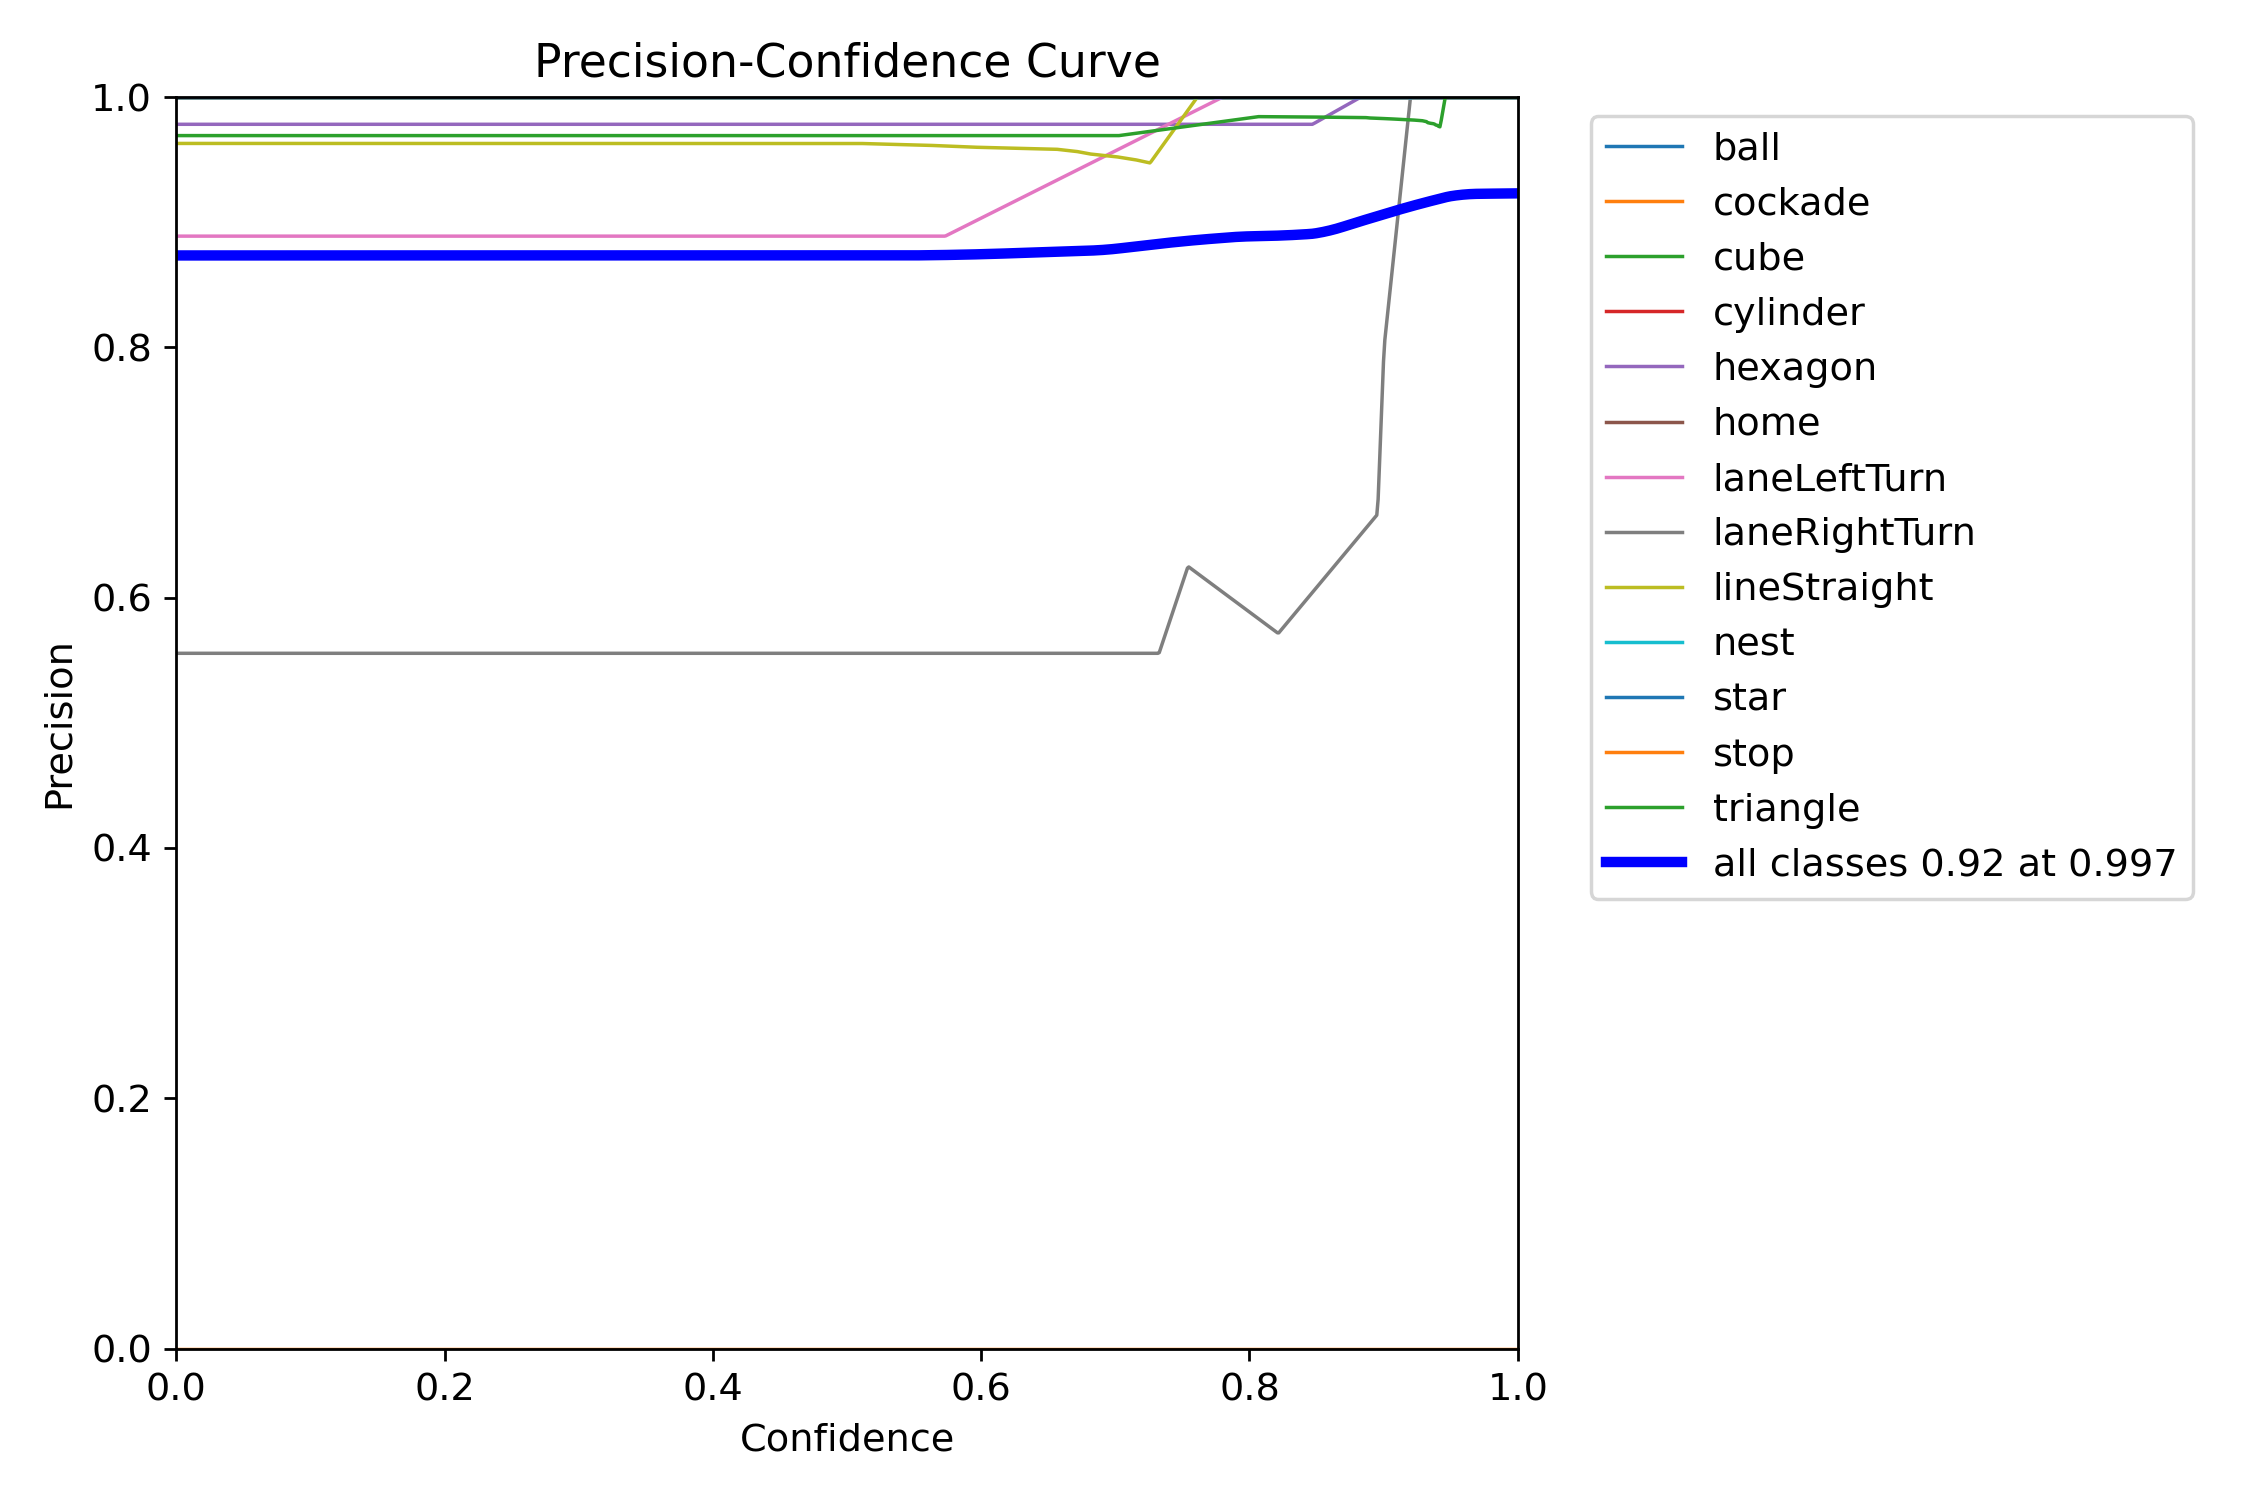 Precision-Confidence Curve
1.0
0.8
0.6
0.4
0.2
0.0
Precision
0.0 0.2 0.4 0.6 0.8 1.0
Confidence
ball
cockade
cube
cylinder
hexagon
home
laneLeftTurn
laneRightTurn
lineStraight
nest
star
stop
triangle
all classes 0.92 at 0.997